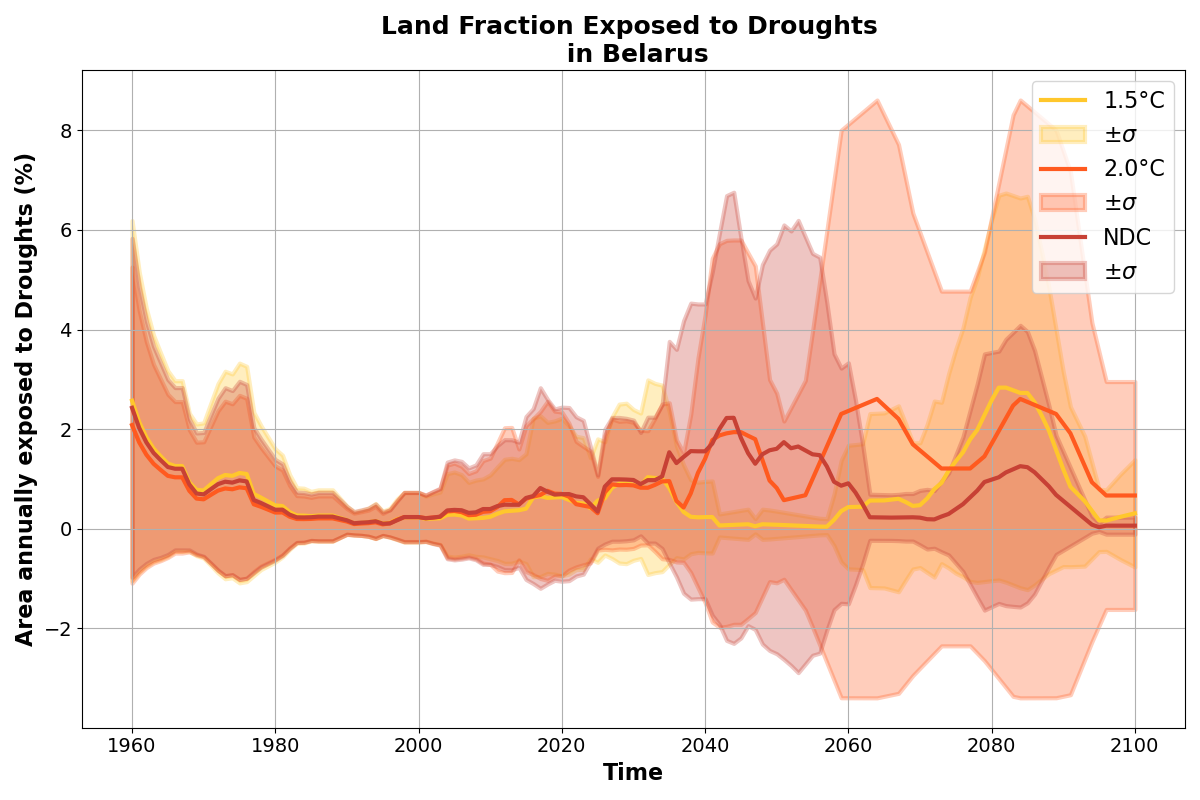 Land Fraction Exposed to Droughts
in Belarus
Area annually exposed to Droughts (%)
8
6
4
2
0
−2
1.5°C
±σ
2.0°C
±σ
NDC
±σ
1960
1980
2000
2020
2040
2060
2080
2100
Time